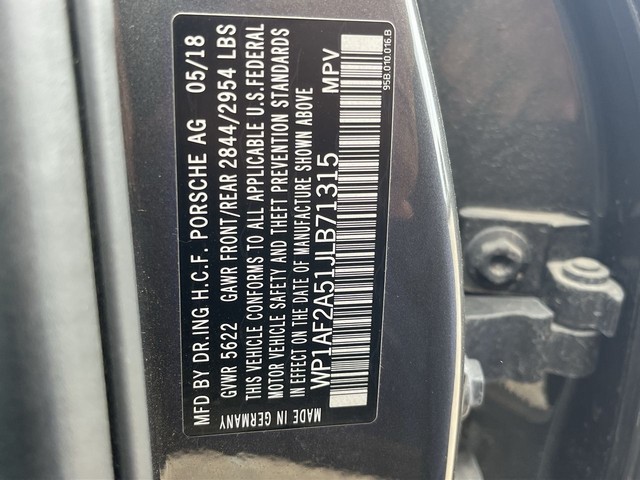 MFD BY DR.ING H.C.F. PORSCHE AG 05/18
GVWR 5622 GAWR FRONT/REAR 2844/2954 LBS
THIS VEHICLE CONFORMS TO ALL APPLICABLE U.S.FEDERAL
MOTOR VEHICLE SAFETY AND THEFT PREVENTION STANDARDS
IN EFFECT ON THE DATE OF MANUFACTURE SHOWN ABOVE
WP1AF2A51JLB71315 MPV
MADE IN GERMANY
95B.010.016.B